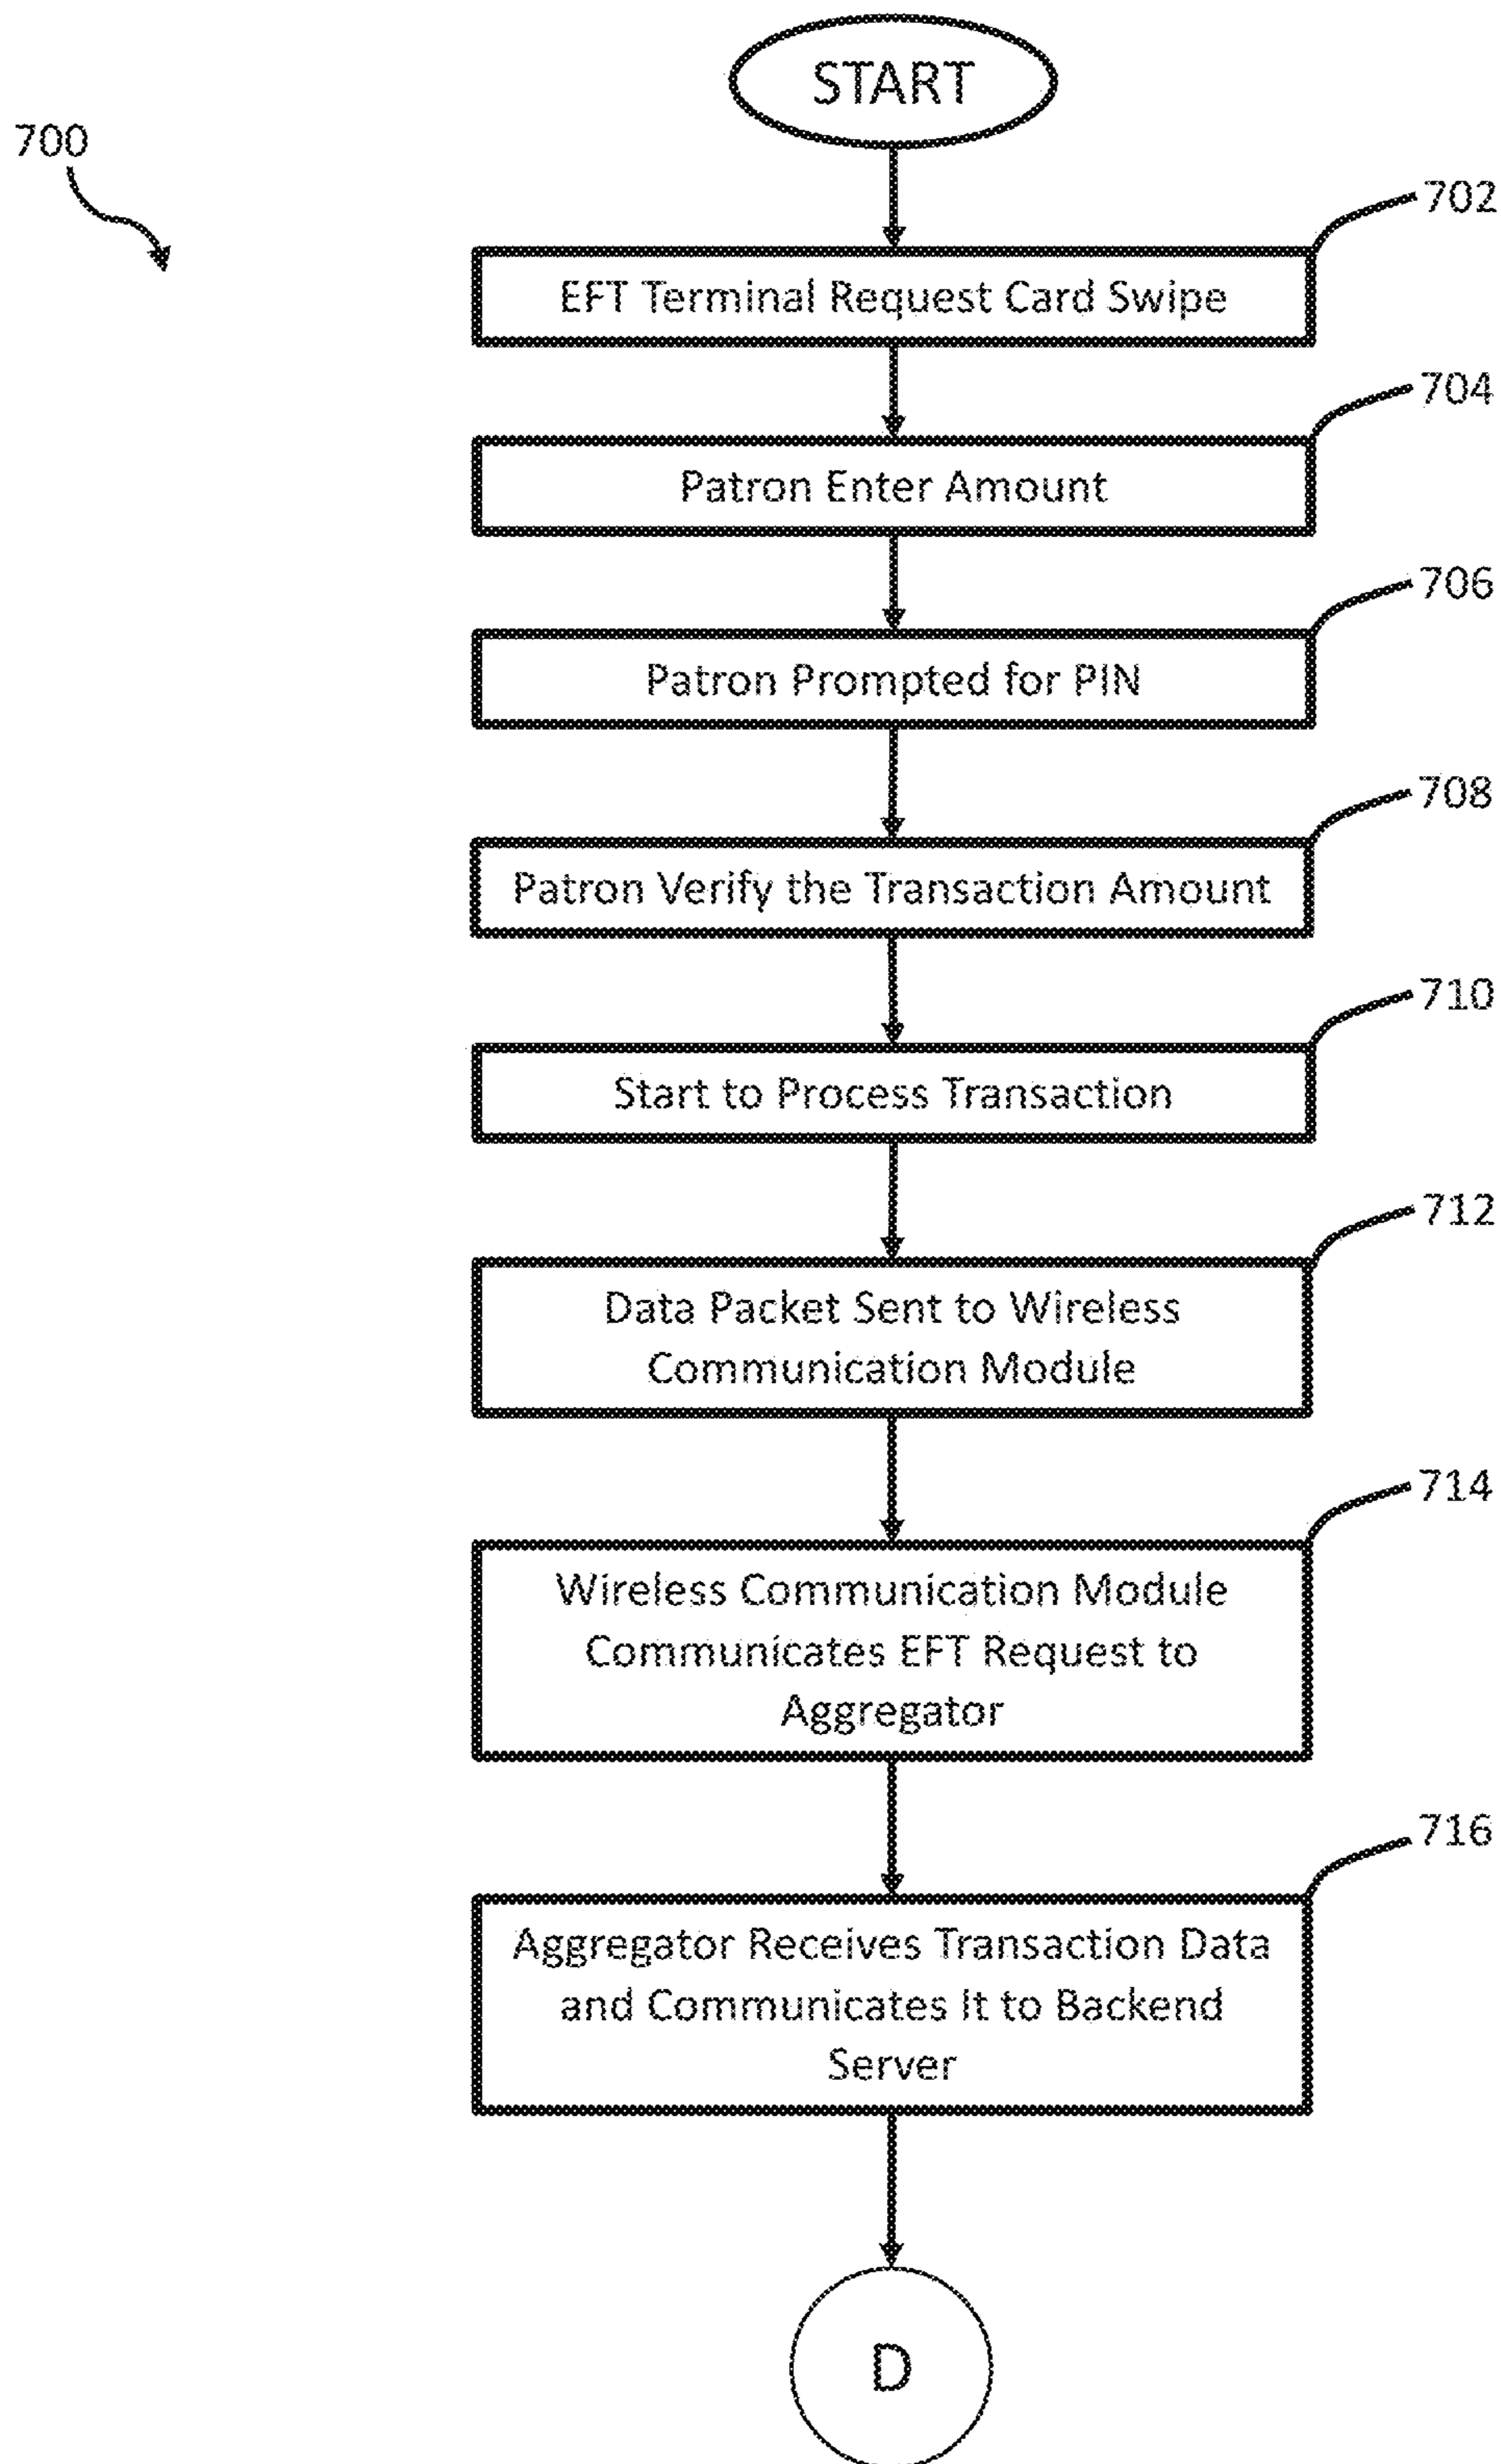 START
700
702
EFT Terminal Request Card Swipe
704
Patron Enter Amount
706
Patron Prompted for PIN
708
Patron Verify the Transaction Amount
710
Start to Process Transaction
712
Data Packet Sent to Wireless
Communication Module
714
Wireless Communication Module
Communicates EFT Request to
Aggregator
716
Aggregator Receives Transaction Data
and Communicates It to Backend
Server
D